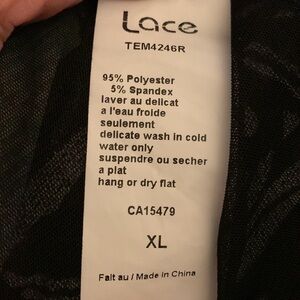 Lace
TEM4246R
95% Polyester
5% Spandex
laver au delicat
a l'eau froide
seulement
delicate wash in cold
water only
suspendre ou secher
a plat
hang or dry flat
CA15479
XL
Fait au / Made in China